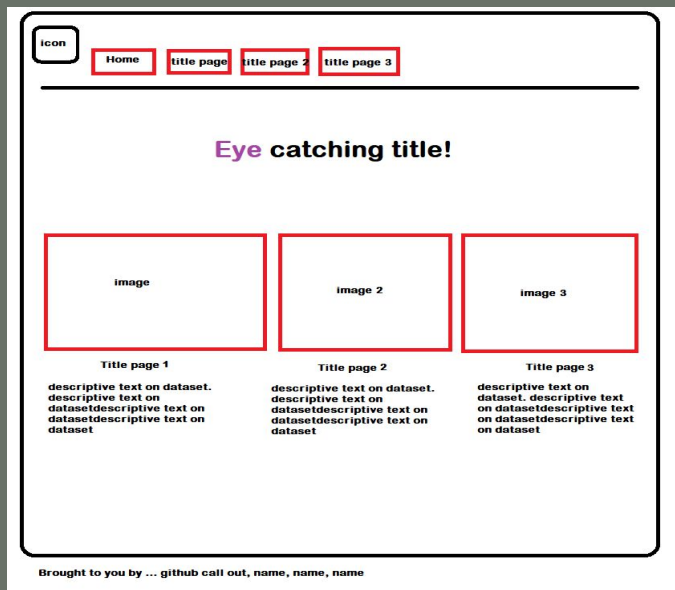 icon
Home
title page
title page 2
title page 3
Eye catching title!
image
image 2
image 3
Title page 1
descriptive text on dataset.
descriptive text on
datasetdescriptive text on
datasetdescriptive text on
dataset
Title page 2
descriptive text on dataset.
descriptive text on
datasetdescriptive text on
datasetdescriptive text on
dataset
Title page 3
descriptive text on
dataset. descriptive text
on datasetdescriptive text
on datasetdescriptive text
on dataset
Brought to you by ... github call out, name, name, name